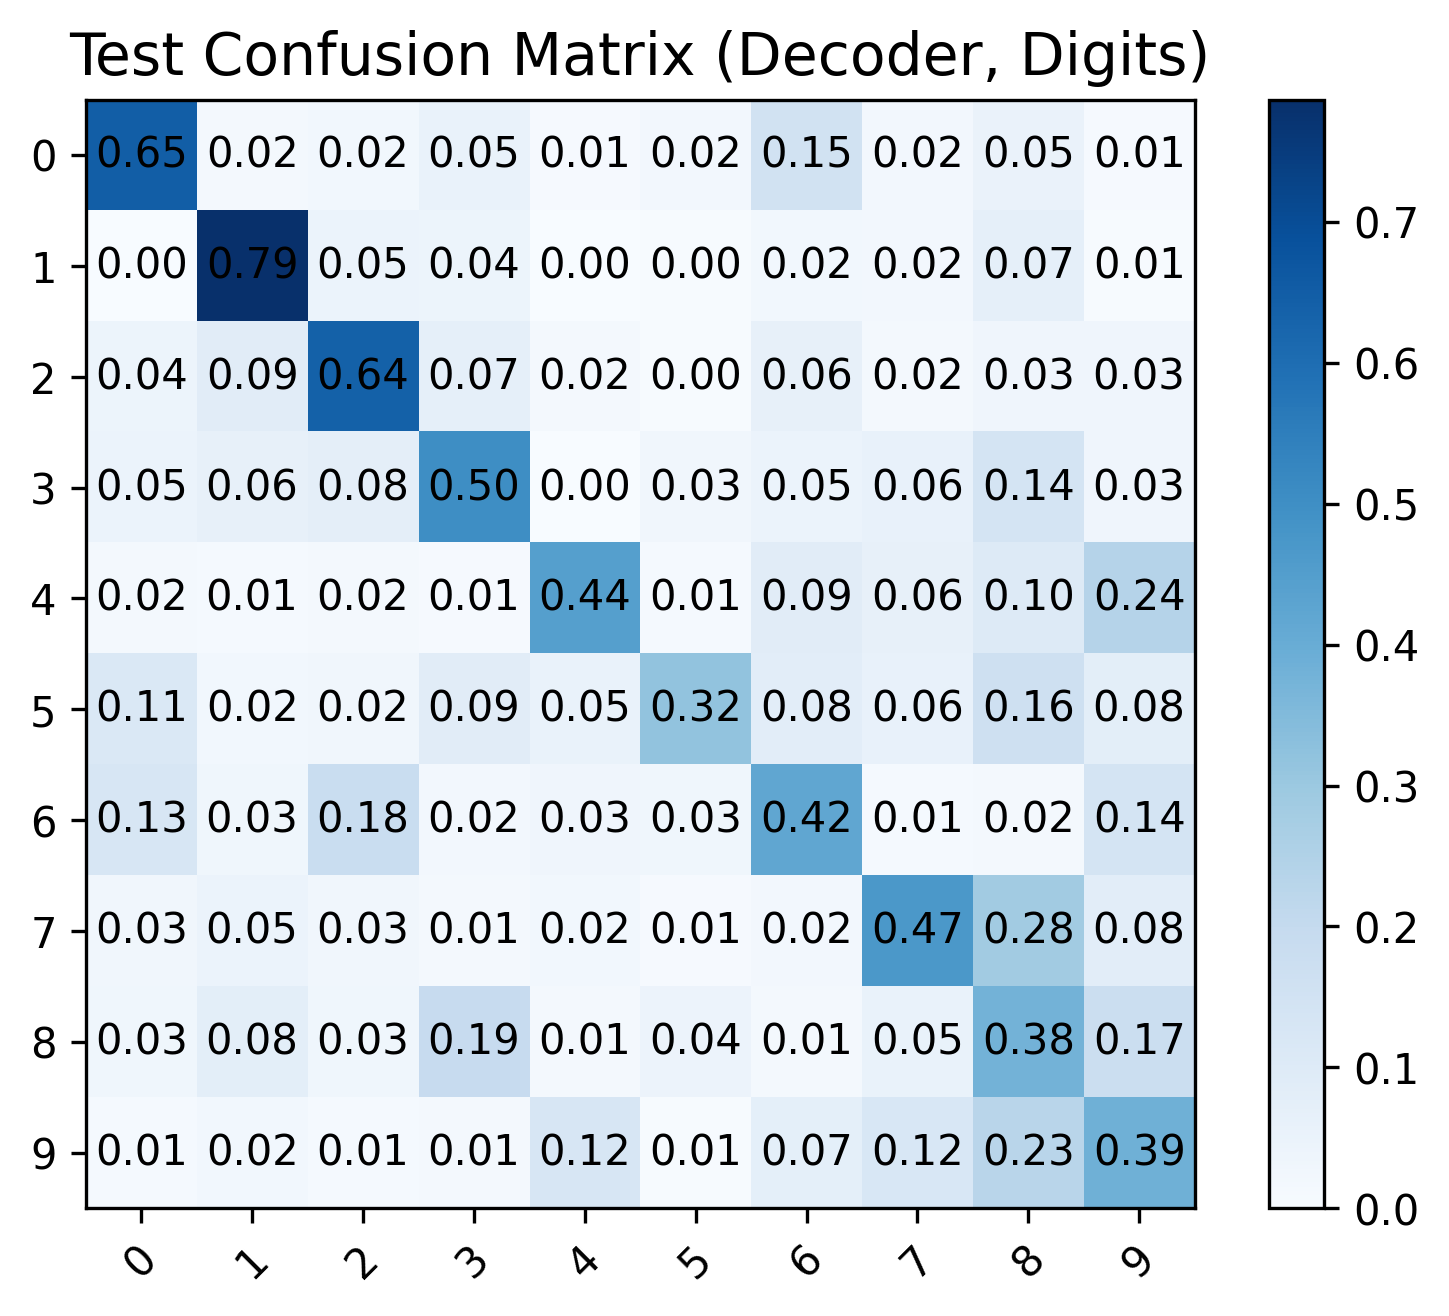 Test Confusion Matrix (Decoder, Digits)
0 0.65 0.02 0.02 0.05 0.01 0.02 0.15 0.02 0.05 0.01
1 0.00 0.79 0.05 0.04 0.00 0.00 0.02 0.02 0.07 0.01
2 0.04 0.09 0.64 0.07 0.02 0.00 0.06 0.02 0.03 0.03
3 0.05 0.06 0.08 0.50 0.00 0.03 0.05 0.06 0.14 0.03
4 0.02 0.01 0.02 0.01 0.44 0.01 0.09 0.06 0.10 0.24
5 0.11 0.02 0.02 0.09 0.05 0.32 0.08 0.06 0.16 0.08
6 0.13 0.03 0.18 0.02 0.03 0.03 0.42 0.01 0.02 0.14
7 0.03 0.05 0.03 0.01 0.02 0.01 0.02 0.47 0.28 0.08
8 0.03 0.08 0.03 0.19 0.01 0.04 0.01 0.05 0.38 0.17
9 0.01 0.02 0.01 0.01 0.12 0.01 0.07 0.12 0.23 0.39
0 1 2 3 4 5 6 7 8 9
0.7
0.6
0.5
0.4
0.3
0.2
0.1
0.0